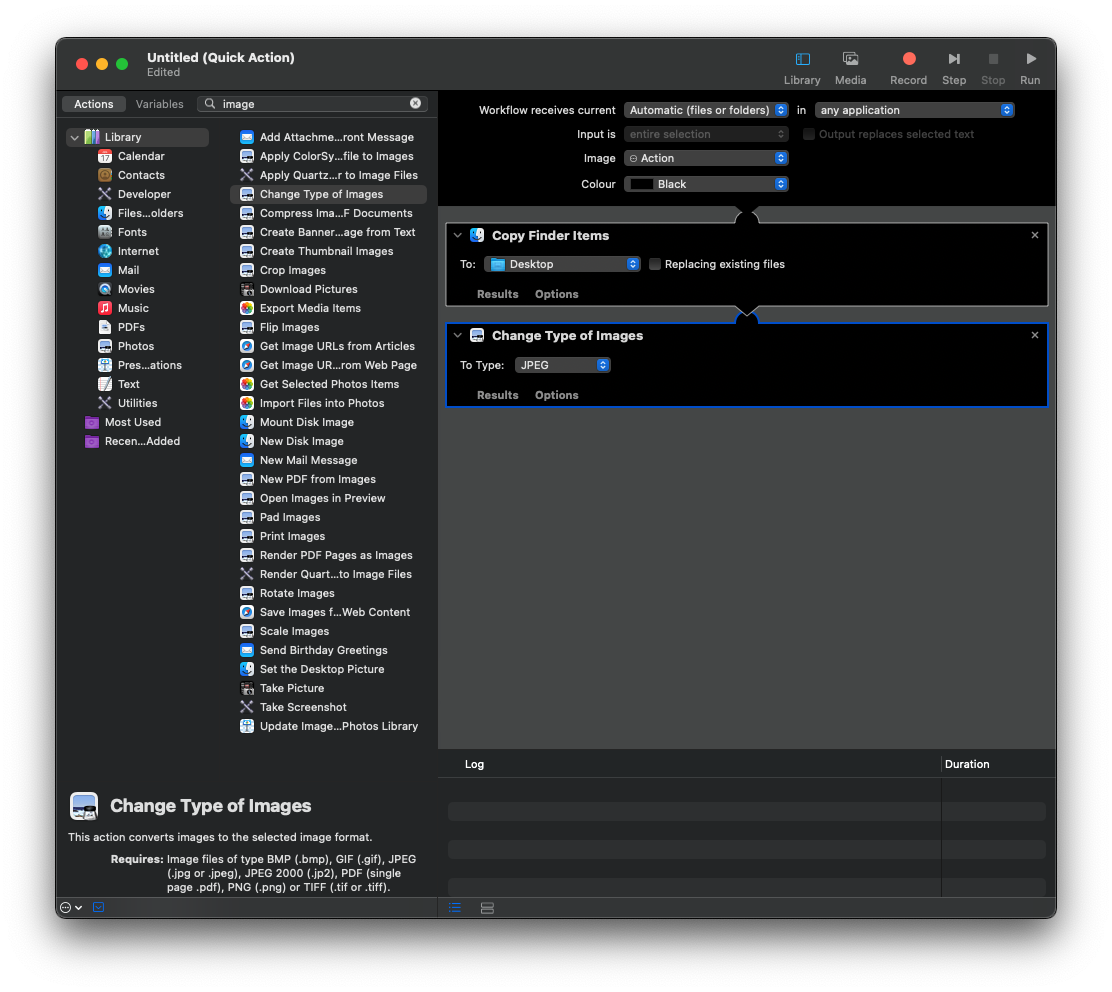 Untitled (Quick Action)
Edited
Library
Media
Record
Step
Stop
Run
Actions
Variables
image
Library
17
Calendar
Contacts
Developer
Files...olders
Fonts
Internet
Mail
Movies
Music
PDFs
Photos
Pres...ations
Text
Utilities
Most Used
Recen...Added
Add Attachme...ront Message
Apply ColorSy...file to Images
Apply Quartz...r to Image Files
Change Type of Images
Compress Ima...F Documents
Create Banner...age from Text
Create Thumbnail Images
Crop Images
Download Pictures
Export Media Items
Flip Images
Get Image URLs from Articles
Get Image UR...rom Web Page
Get Selected Photos Items
Import Files into Photos
Mount Disk Image
New Disk Image
New Mail Message
New PDF from Images
Open Images in Preview
Pad Images
Print Images
Render PDF Pages as Images
Render Quart...to Image Files
Rotate Images
Save Images f...Web Content
Scale Images
Send Birthday Greetings
Set the Desktop Picture
Take Picture
Take Screenshot
Update Image...Photos Library
Change Type of Images
This action converts images to the selected image format.
Requires: Image files of type BMP (.bmp), GIF (.gif), JPEG
(.jpg or .jpeg), JPEG 2000 (.jp2), PDF (single
page .pdf), PNG (.png) or TIFF (.tif or .tiff).
Workflow receives current Automatic (files or folders) in any application
Input is entire selection Output replaces selected text
Image Action
Colour Black
Copy Finder Items
To: Desktop Replacing existing files
Results Options
Change Type of Images
To Type: JPEG
Results Options
Log Duration